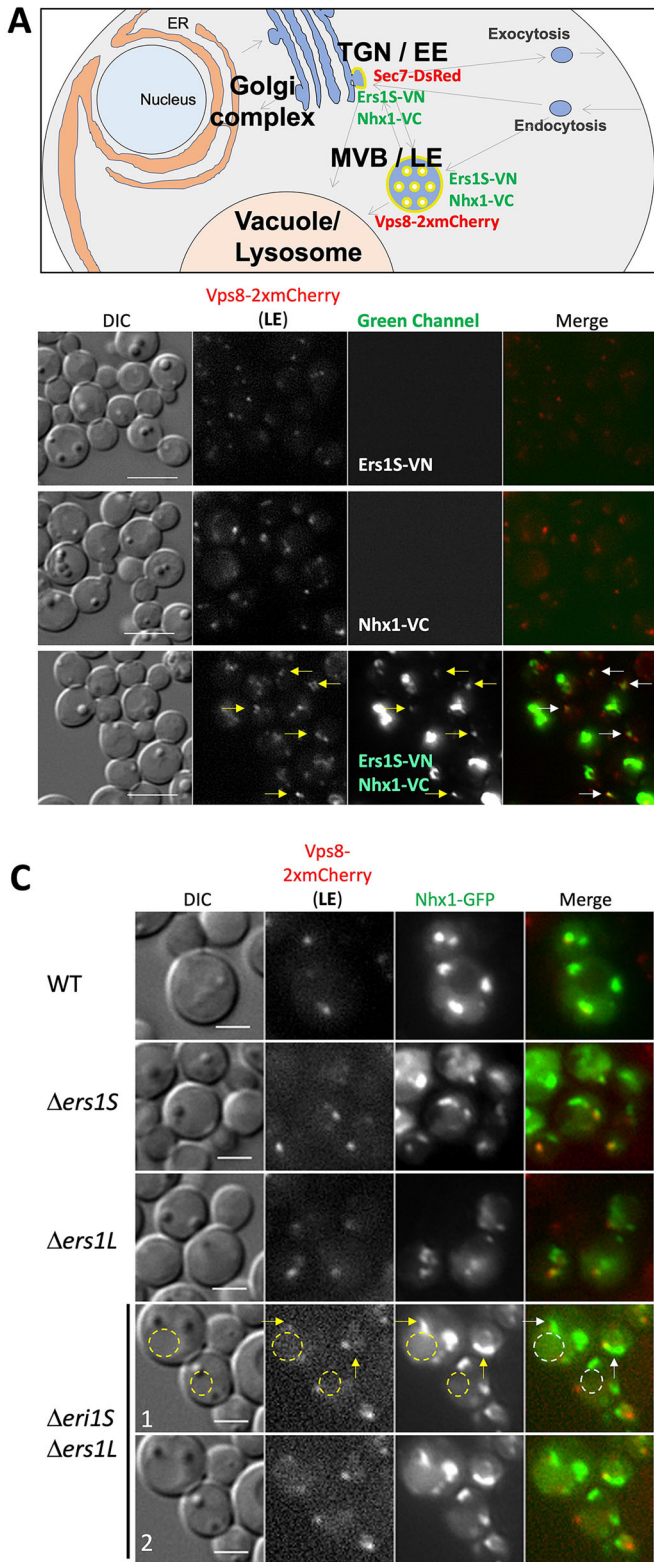 A
ER
TGN / EE
Exocytosis
Sec7-DsRed
Nucleus
Golgi
complex
Ers1S-VN
Nhx1-VC
Endocytosis
MVB / LE
Ers1S-VN
Nhx1-VC
Vps8-2xmCherry
Vacuole/
Lysosome
Vps8-2xmCherry
DIC
(LE)
Green Channel
Merge
Ers1S-VN
Nhx1-VC
Ers1S-VN
Nhx1-VC
C
Vps8-
2xmCherry
DIC
(LE)
Nhx1-GFP
Merge
WT
Δers1S
Δers1L
Δeri1S
Δers1L
1
2